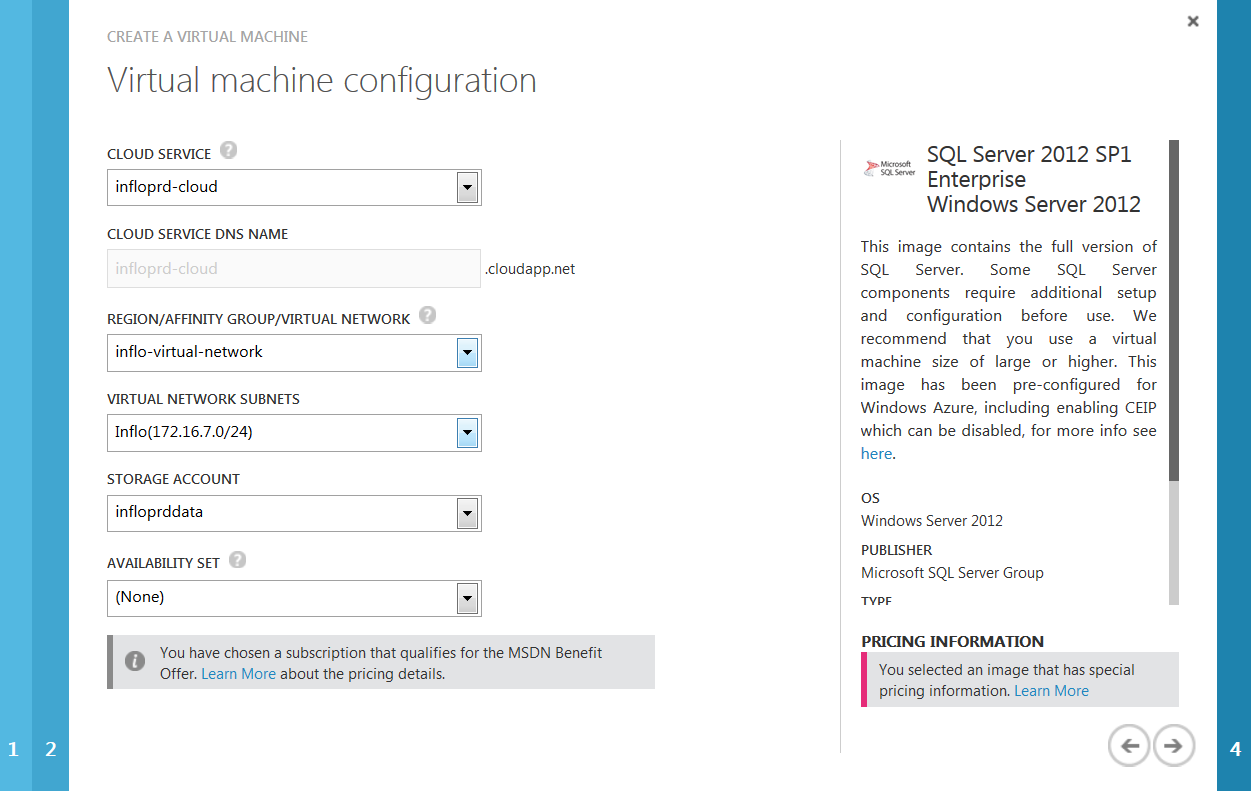 CREATE A VIRTUAL MACHINE
Virtual machine configuration
CLOUD SERVICE ?
infloprd-cloud
CLOUD SERVICE DNS NAME
infloprd-cloud .cloudapp.net
REGION/AFFINITY GROUP/VIRTUAL NETWORK ?
inflo-virtual-network
VIRTUAL NETWORK SUBNETS
Inflo(172.16.7.0/24)
STORAGE ACCOUNT
infloprddata
AVAILABILITY SET ?
(None)
You have chosen a subscription that qualifies for the MSDN Benefit
Offer. Learn More about the pricing details.
Microsoft
SQL Server
SQL Server 2012 SP1
Enterprise
Windows Server 2012
This image contains the full version of
SQL Server. Some SQL Server
components require additional setup
and configuration before use. We
recommend that you use a virtual
machine size of large or higher. This
image has been pre-configured for
Windows Azure, including enabling CEIP
which can be disabled, for more info see
here.
OS
Windows Server 2012
PUBLISHER
Microsoft SQL Server Group
TYPE
PRICING INFORMATION
You selected an image that has special
pricing information. Learn More
1
2
4